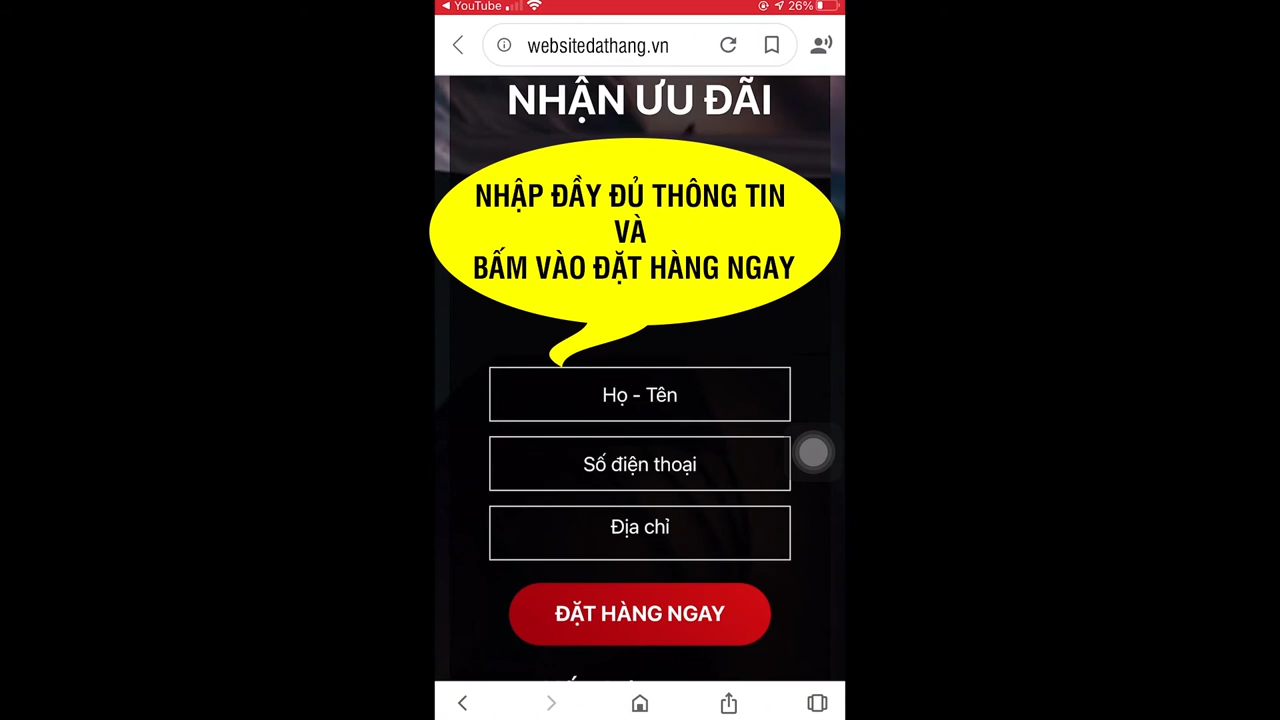 YouTube 26%
websitedathang.vn
NHẬN ƯU ĐÃI
NHẬP ĐẦY ĐỦ THÔNG TIN
VÀ
BẤM VÀO ĐẶT HÀNG NGAY
Họ - Tên
Số điện thoại
Địa chỉ
ĐẶT HÀNG NGAY